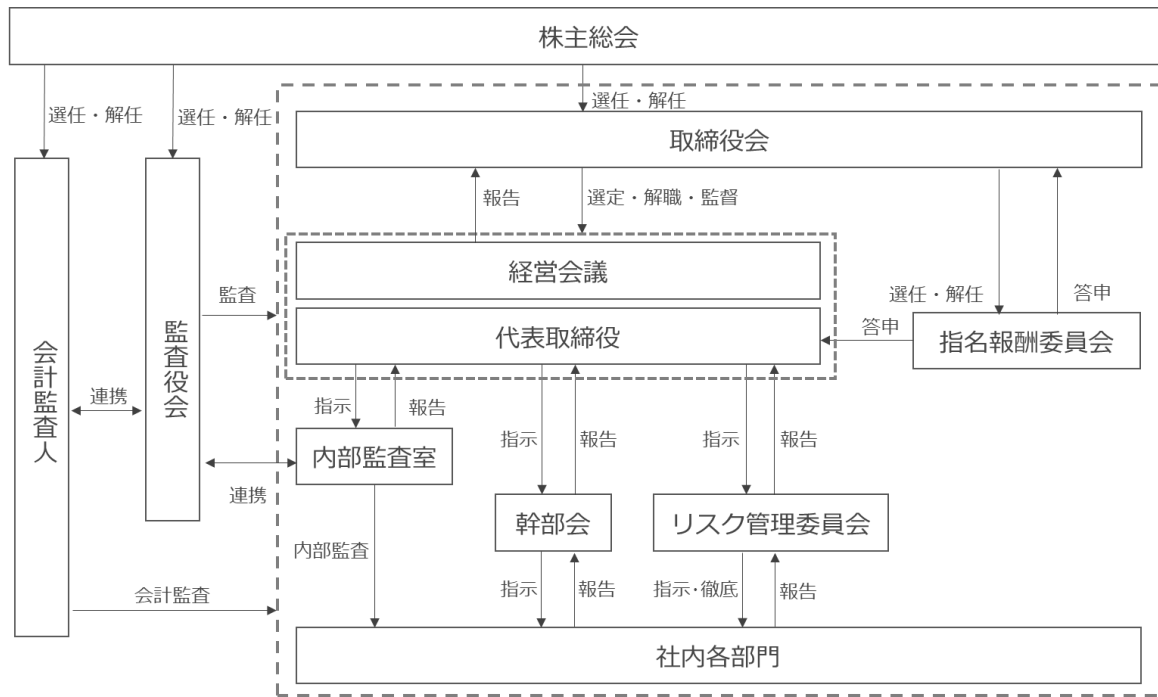 株主総会
選任・解任
選任・解任
選任・解任
取締役会
報告
選定・解職・監督
経営会議
監査
選任・解任
答申
代表取締役
答申
指名報酬委員会
会計監査人
監査役会
連携
指示
報告
指示
報告
指示
報告
内部監査室
連携
幹部会
リスク管理委員会
内部監査
会計監査
指示
報告
指示・徹底
報告
社内各部門